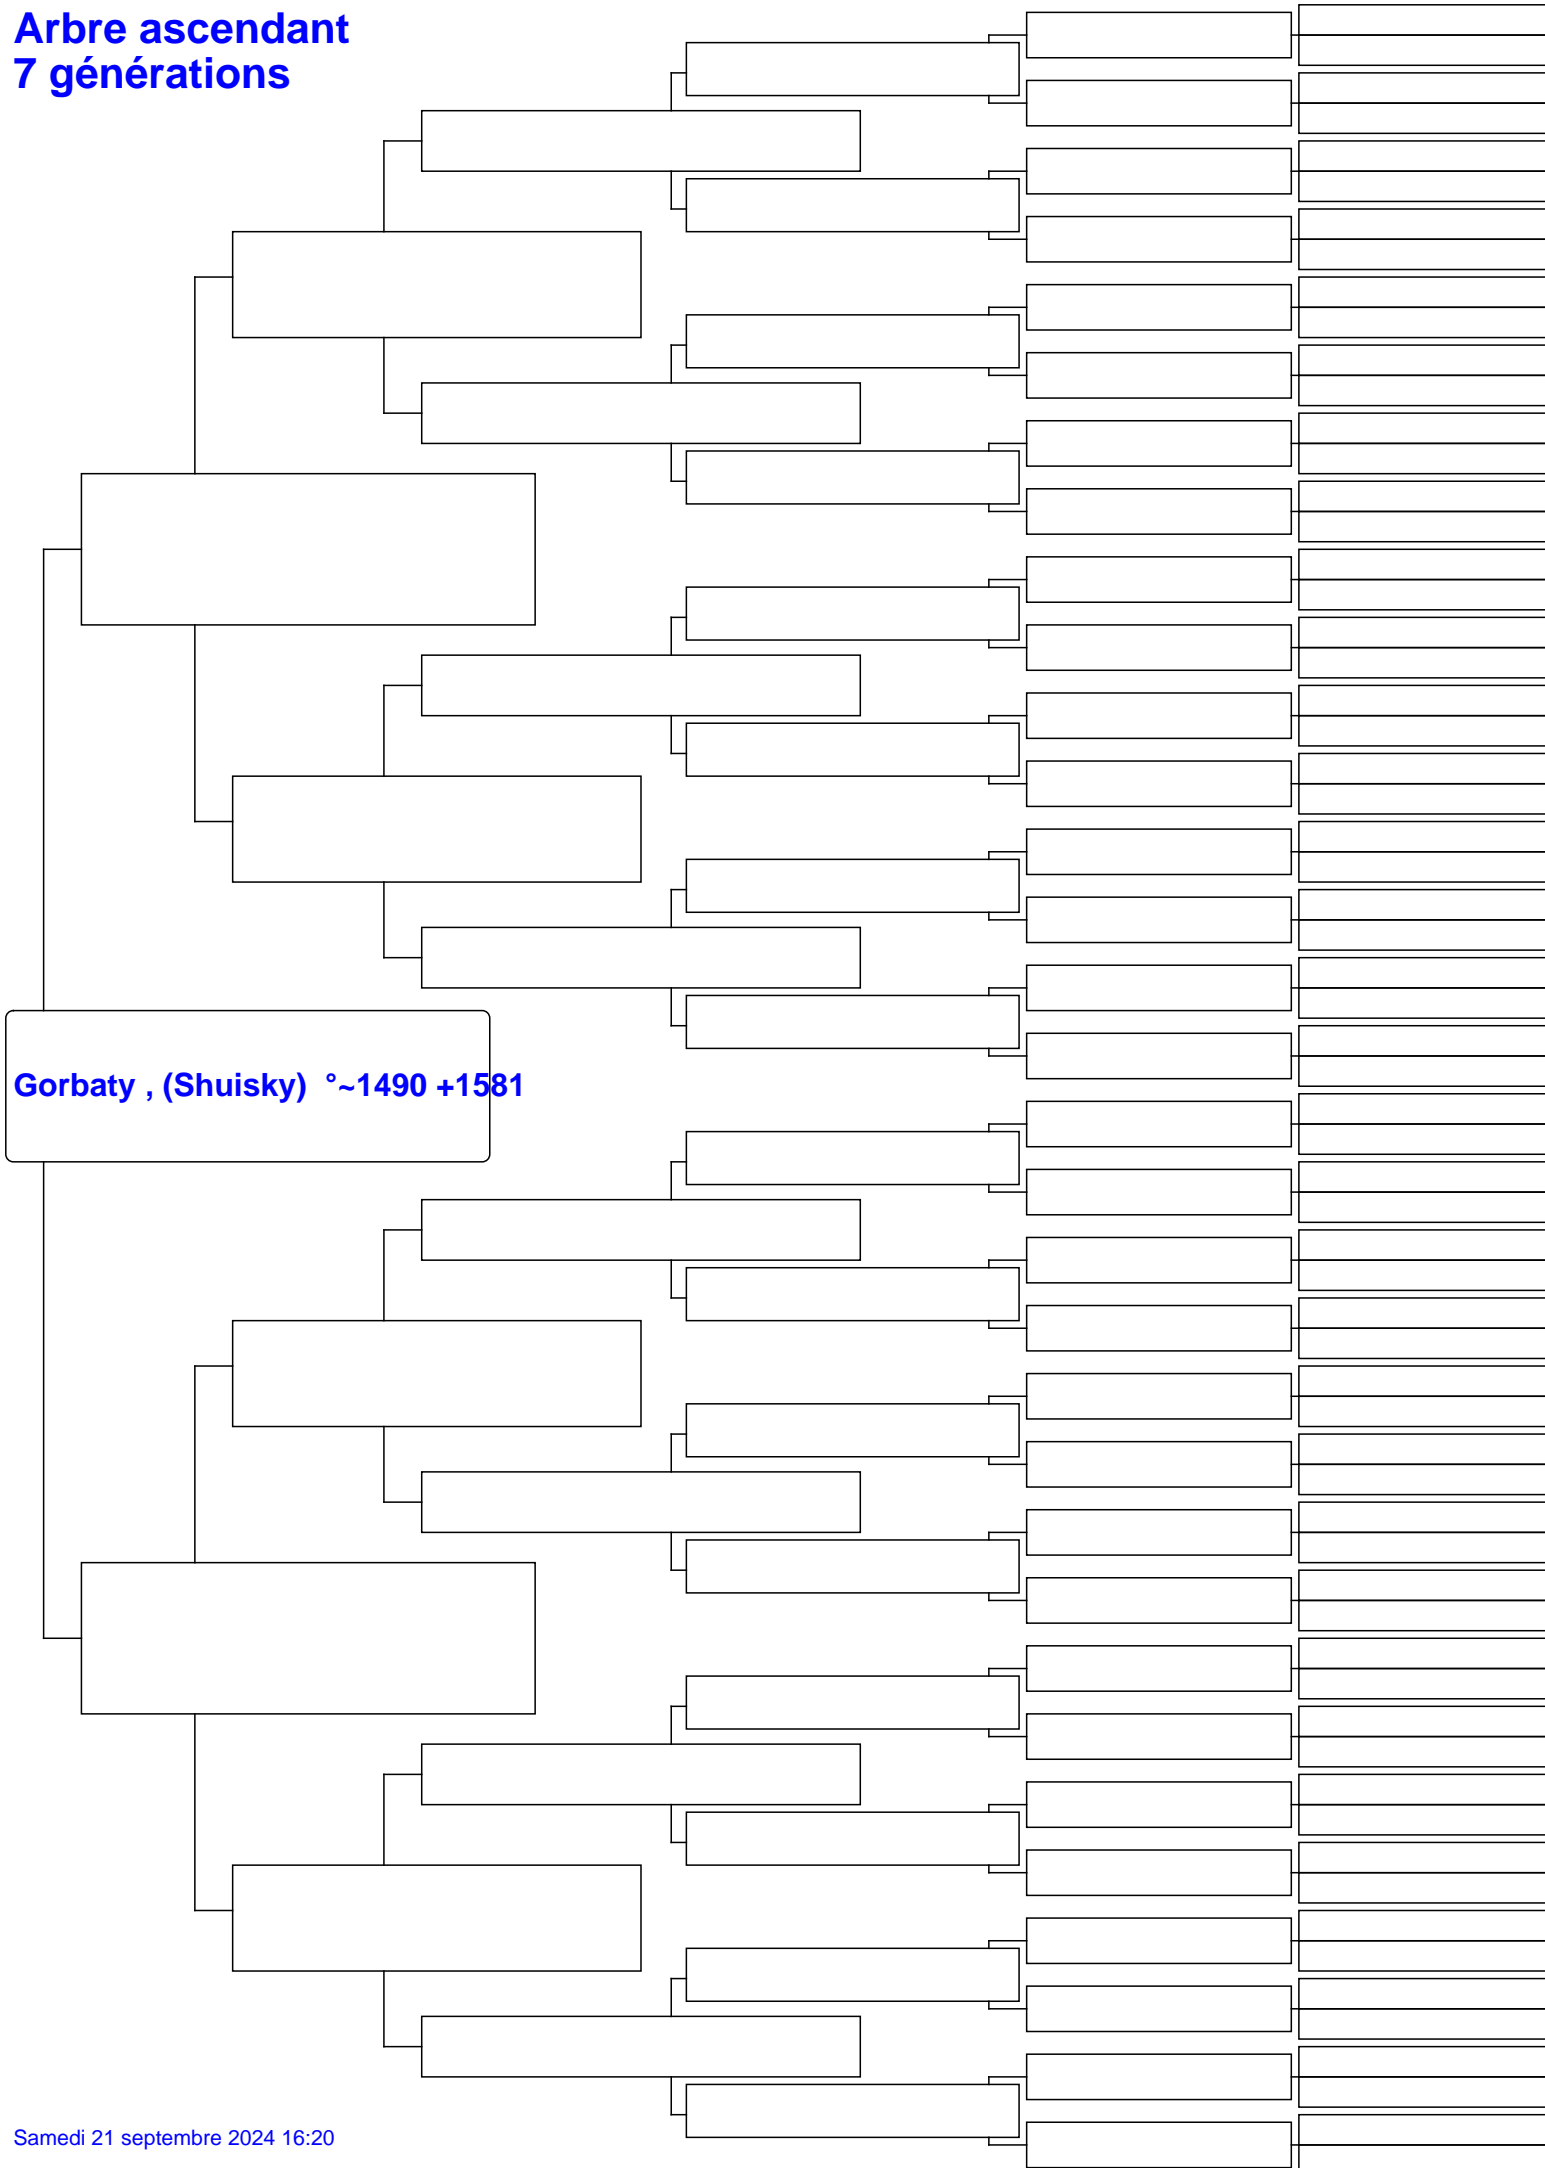 Arbre ascendant
7 générations
Gorbaty , (Shuisky)  °~1490 +1581
Samedi 21 septembre 2024 16:20